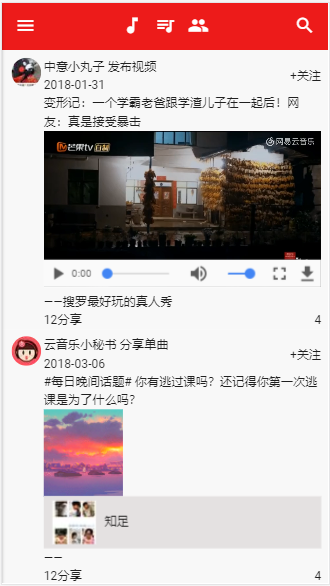 中意小丸子 发布视频
+关注
2018-01-31
变形记：一个学霸老爸跟学渣儿子在一起后！网
友：真是接受暴击
芒果tv 自制
网易云音乐
0:00
——搜罗最好玩的真人秀
12分享
4
云音乐小秘书 分享单曲
+关注
2018-03-06
#每日晚间话题# 你有逃过课吗？还记得你第一次逃
课是为了什么吗？
知足
——
12分享
4